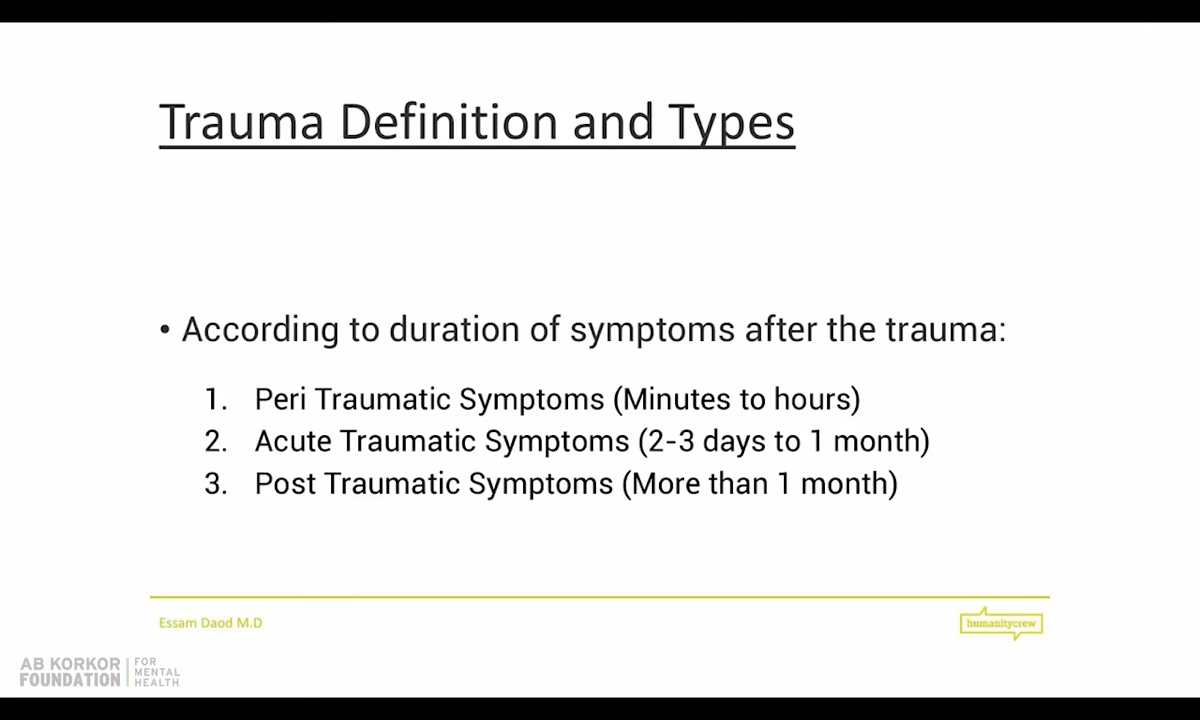 Trauma Definition and Types
• According to duration of symptoms after the trauma:
1. Peri Traumatic Symptoms (Minutes to hours)
2. Acute Traumatic Symptoms (2-3 days to 1 month)
3. Post Traumatic Symptoms (More than 1 month)
Essam Daod M.D
humanitycrew
AB KORKOR
FOUNDATION
FOR
MENTAL
HEALTH